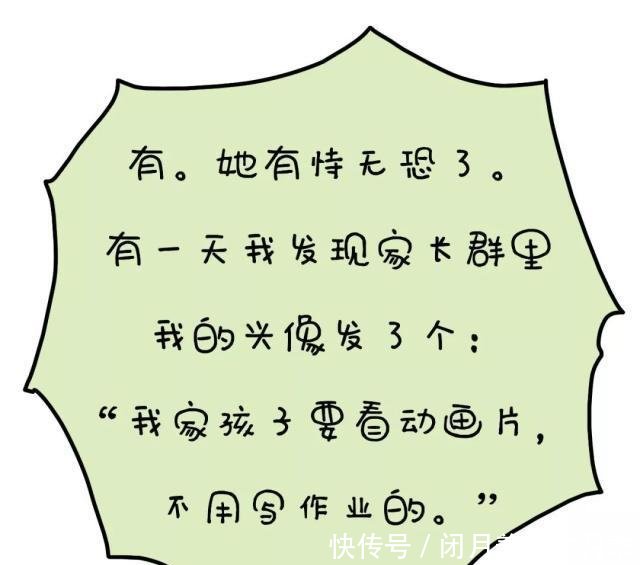 有。她有恃无恐了。
有一天我发现家长群里
我的头像发了个：
“我家孩子要看动画片，
不用写作业的。”
快传号 / 闭月